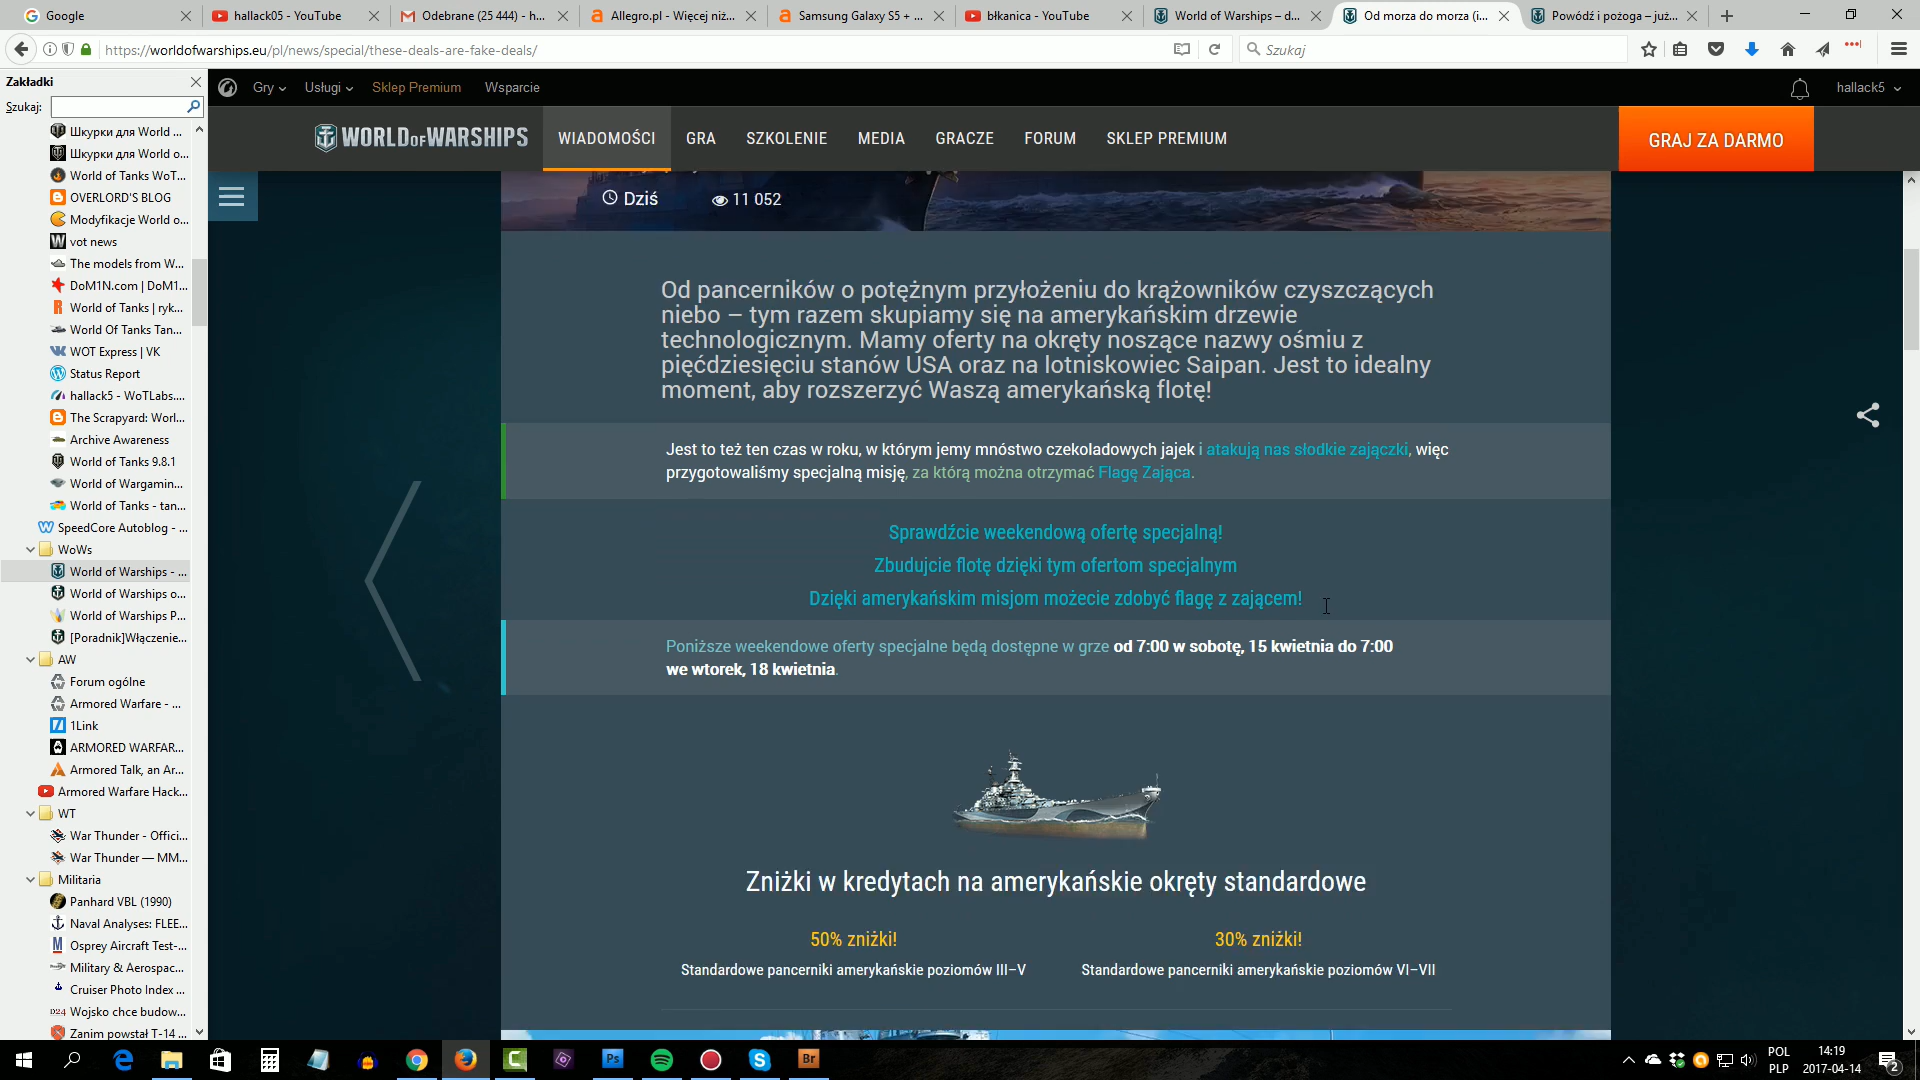 Google
hallack05 - YouTube
Odebrane (25 444) - h...
Allegro.pl - Więcej niż...
Samsung Galaxy S5 + ...
błkanica - YouTube
World of Warships – d...
Od morza do morza (i...
Powódź i pożoga – już...
https://worldofwarships.eu/pl/news/special/these-deals-are-fake-deals/
Szukaj
Zakładki
Szukaj:
Шкурки для World ...
Шкурки для World o...
World of Tanks WoT...
OVERLORD'S BLOG
Modyfikacje World o...
vot news
The models from W...
DoM1N.com | DoM1...
World of Tanks | ryk...
World Of Tanks Tan...
WOT Express | VK
Status Report
hallack5 - WoTLabs....
The Scrapyard: Worl...
Archive Awareness
World of Tanks 9.8.1
World of Wargamin...
World of Tanks - tan...
SpeedCore Autoblog - ...
WoWs
World of Warships - ...
World of Warships o...
World of Warships P...
[Poradnik]Włączenie...
AW
Forum ogólne
Armored Warfare - ...
1Link
ARMORED WARFAR...
Armored Talk, an Ar...
Armored Warfare Hack...
WT
War Thunder - Offici...
War Thunder — MM...
Militaria
Panhard VBL (1990)
Naval Analyses: FLEE...
Osprey Aircraft Test-...
Military & Aerospac...
Cruiser Photo Index ...
D24 Wojsko chce budow...
Zanim powstał T-14 ...
Gry
Usługi
Sklep Premium
Wsparcie
hallack5
WORLD OF WARSHIPS
WIADOMOŚCI
GRA
SZKOLENIE
MEDIA
GRACZE
FORUM
SKLEP PREMIUM
GRAJ ZA DARMO
Dziś
11 052
Od pancerników o potężnym przyłożeniu do krążowników czyszczących
niebo – tym razem skupiamy się na amerykańskim drzewie
technologicznym. Mamy oferty na okręty noszące nazwy ośmiu z
pięćdziesięciu stanów USA oraz na lotniskowiec Saipan. Jest to idealny
moment, aby rozszerzyć Waszą amerykańską flotę!
Jest to też ten czas w roku, w którym jemy mnóstwo czekoladowych jajek i atakują nas słodkie zajączki, więc
przygotowaliśmy specjalną misję, za którą można otrzymać Flagę Zająca.
Sprawdźcie weekendową ofertę specjalną!
Zbudujcie flotę dzięki tym ofertom specjalnym
Dzięki amerykańskim misjom możecie zdobyć flagę z zającem!
Poniższe weekendowe oferty specjalne będą dostępne w grze od 7:00 w sobotę, 15 kwietnia do 7:00
we wtorek, 18 kwietnia.
Zniżki w kredytach na amerykańskie okręty standardowe
50% zniżki!
30% zniżki!
Standardowe pancerniki amerykańskie poziomów III–V
Standardowe pancerniki amerykańskie poziomów VI–VII
Ps
Br
POL
PLP
14:19
2017-04-14
2